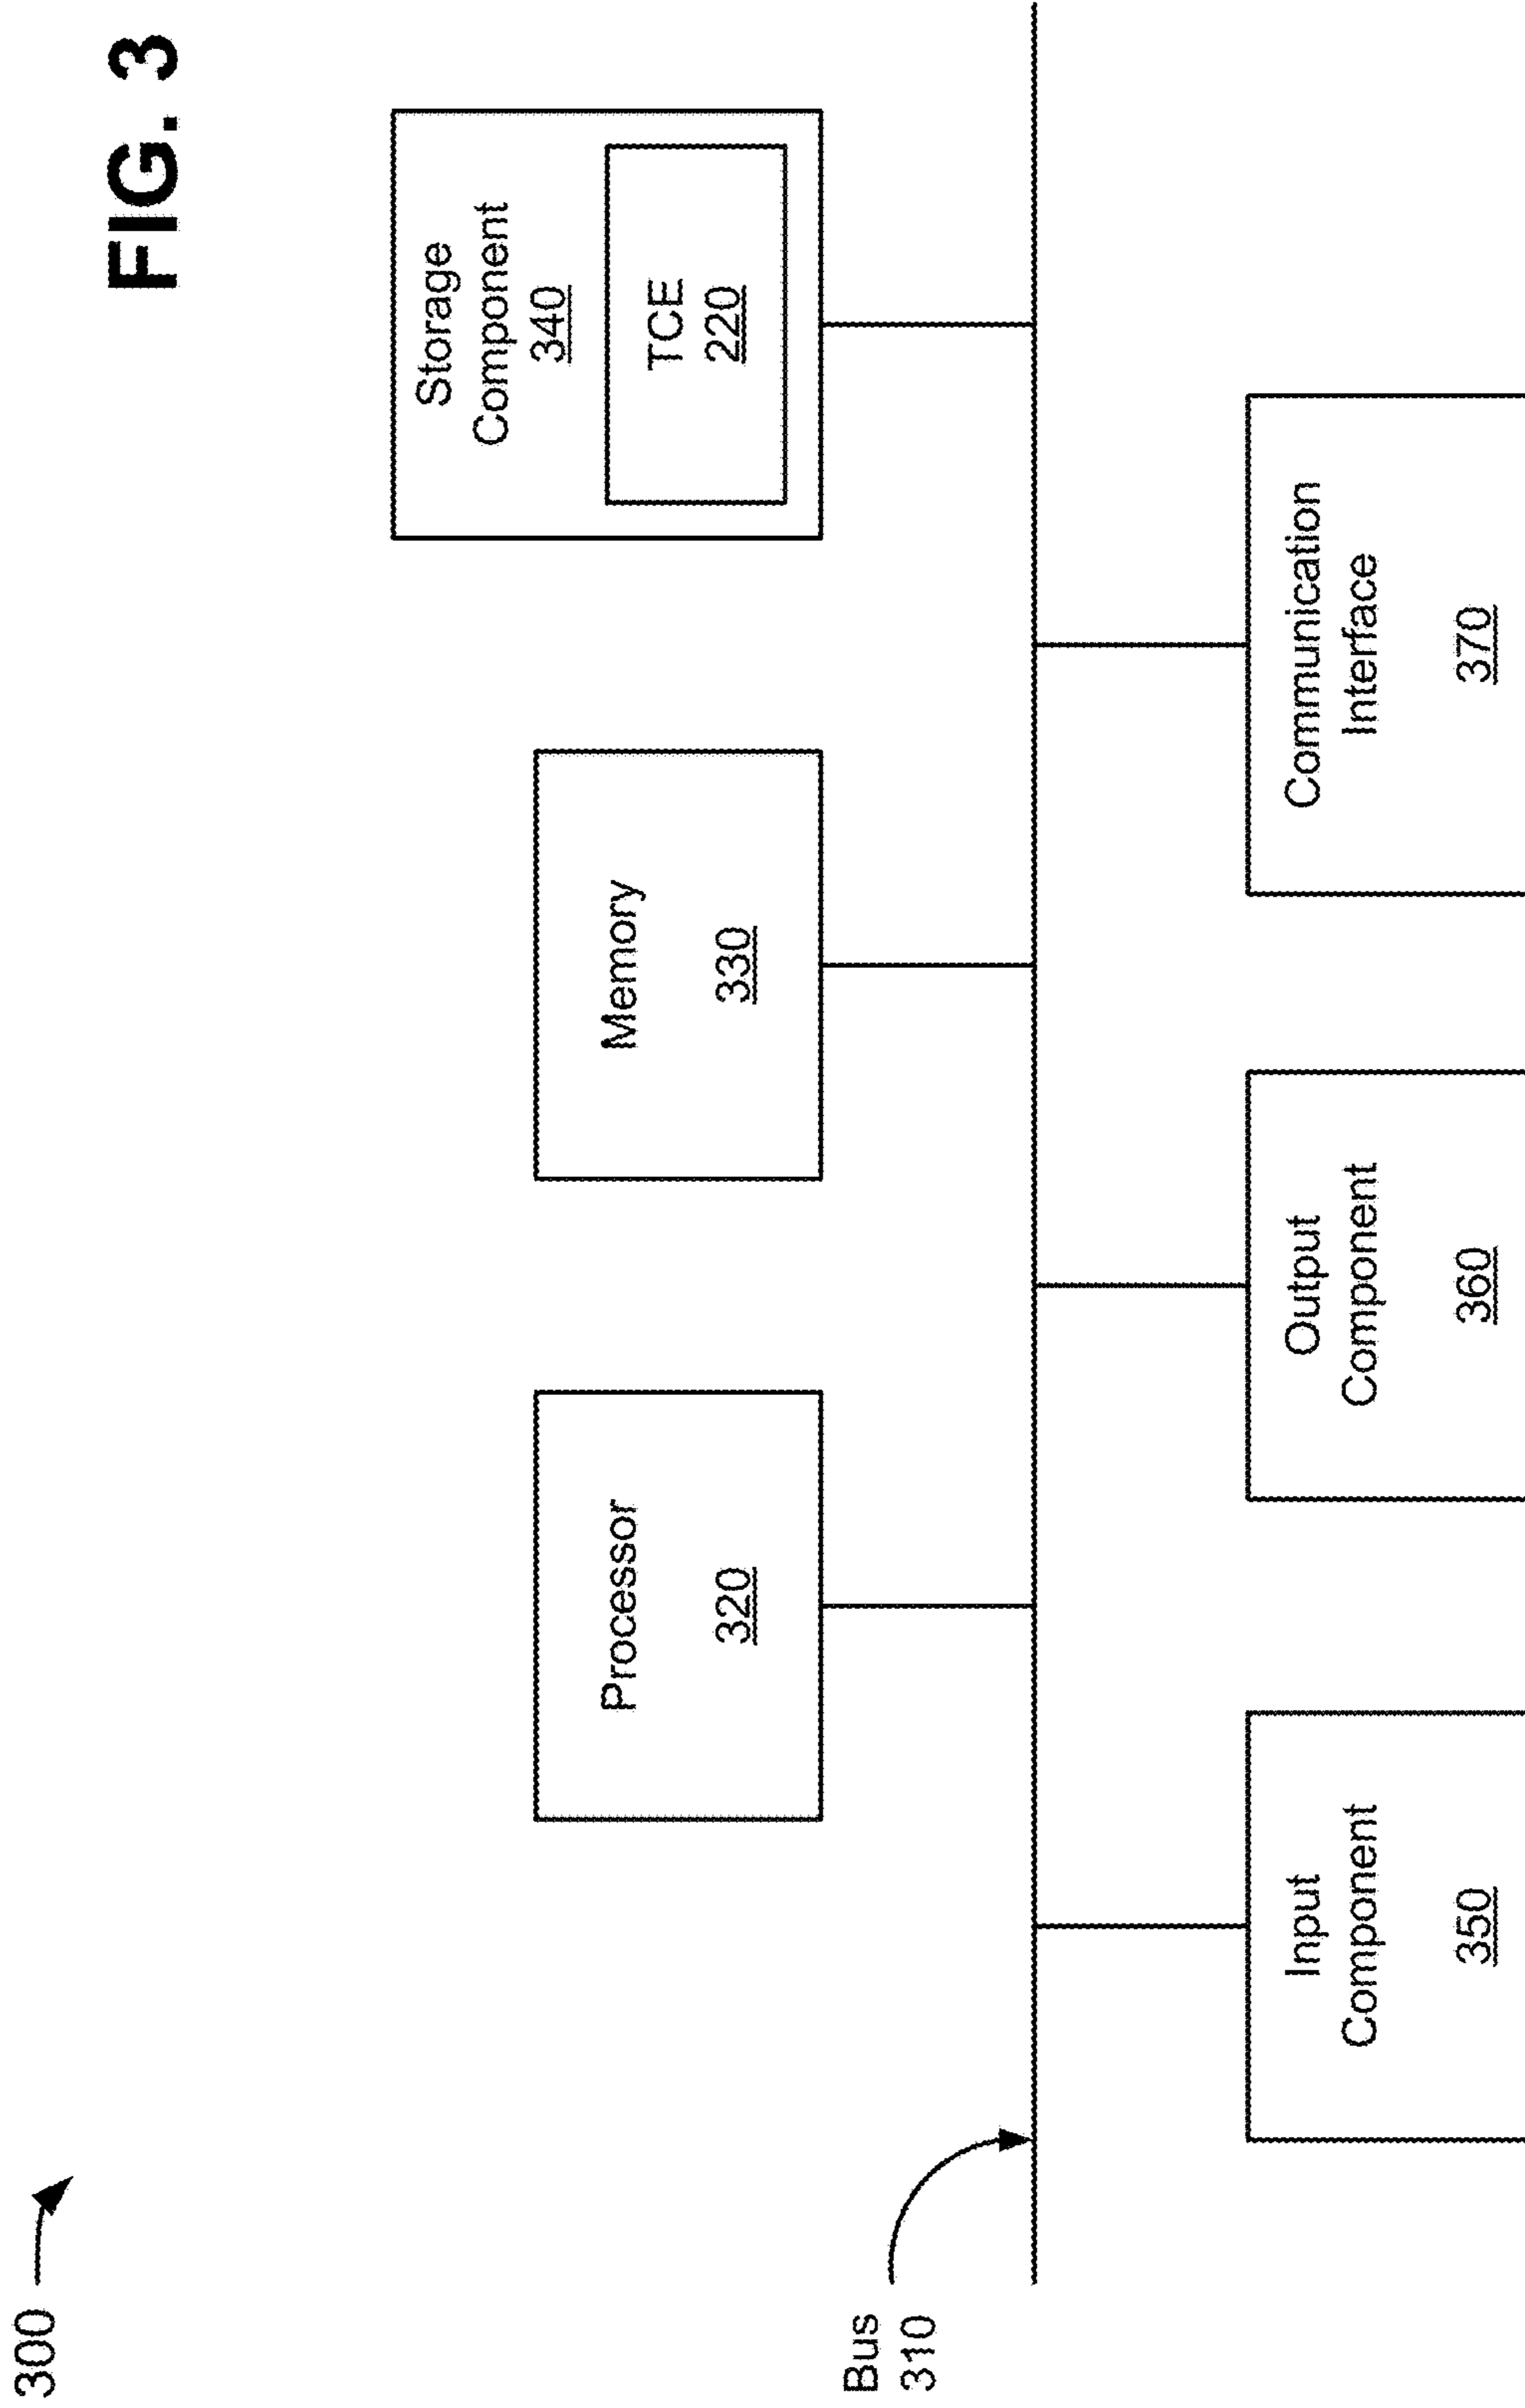 FIG. 3
300
Storage
Component
340
TCE
220
Memory
330
Processor
320
Bus
310
Input
Component
350
Output
Component
360
Communication
Interface
370